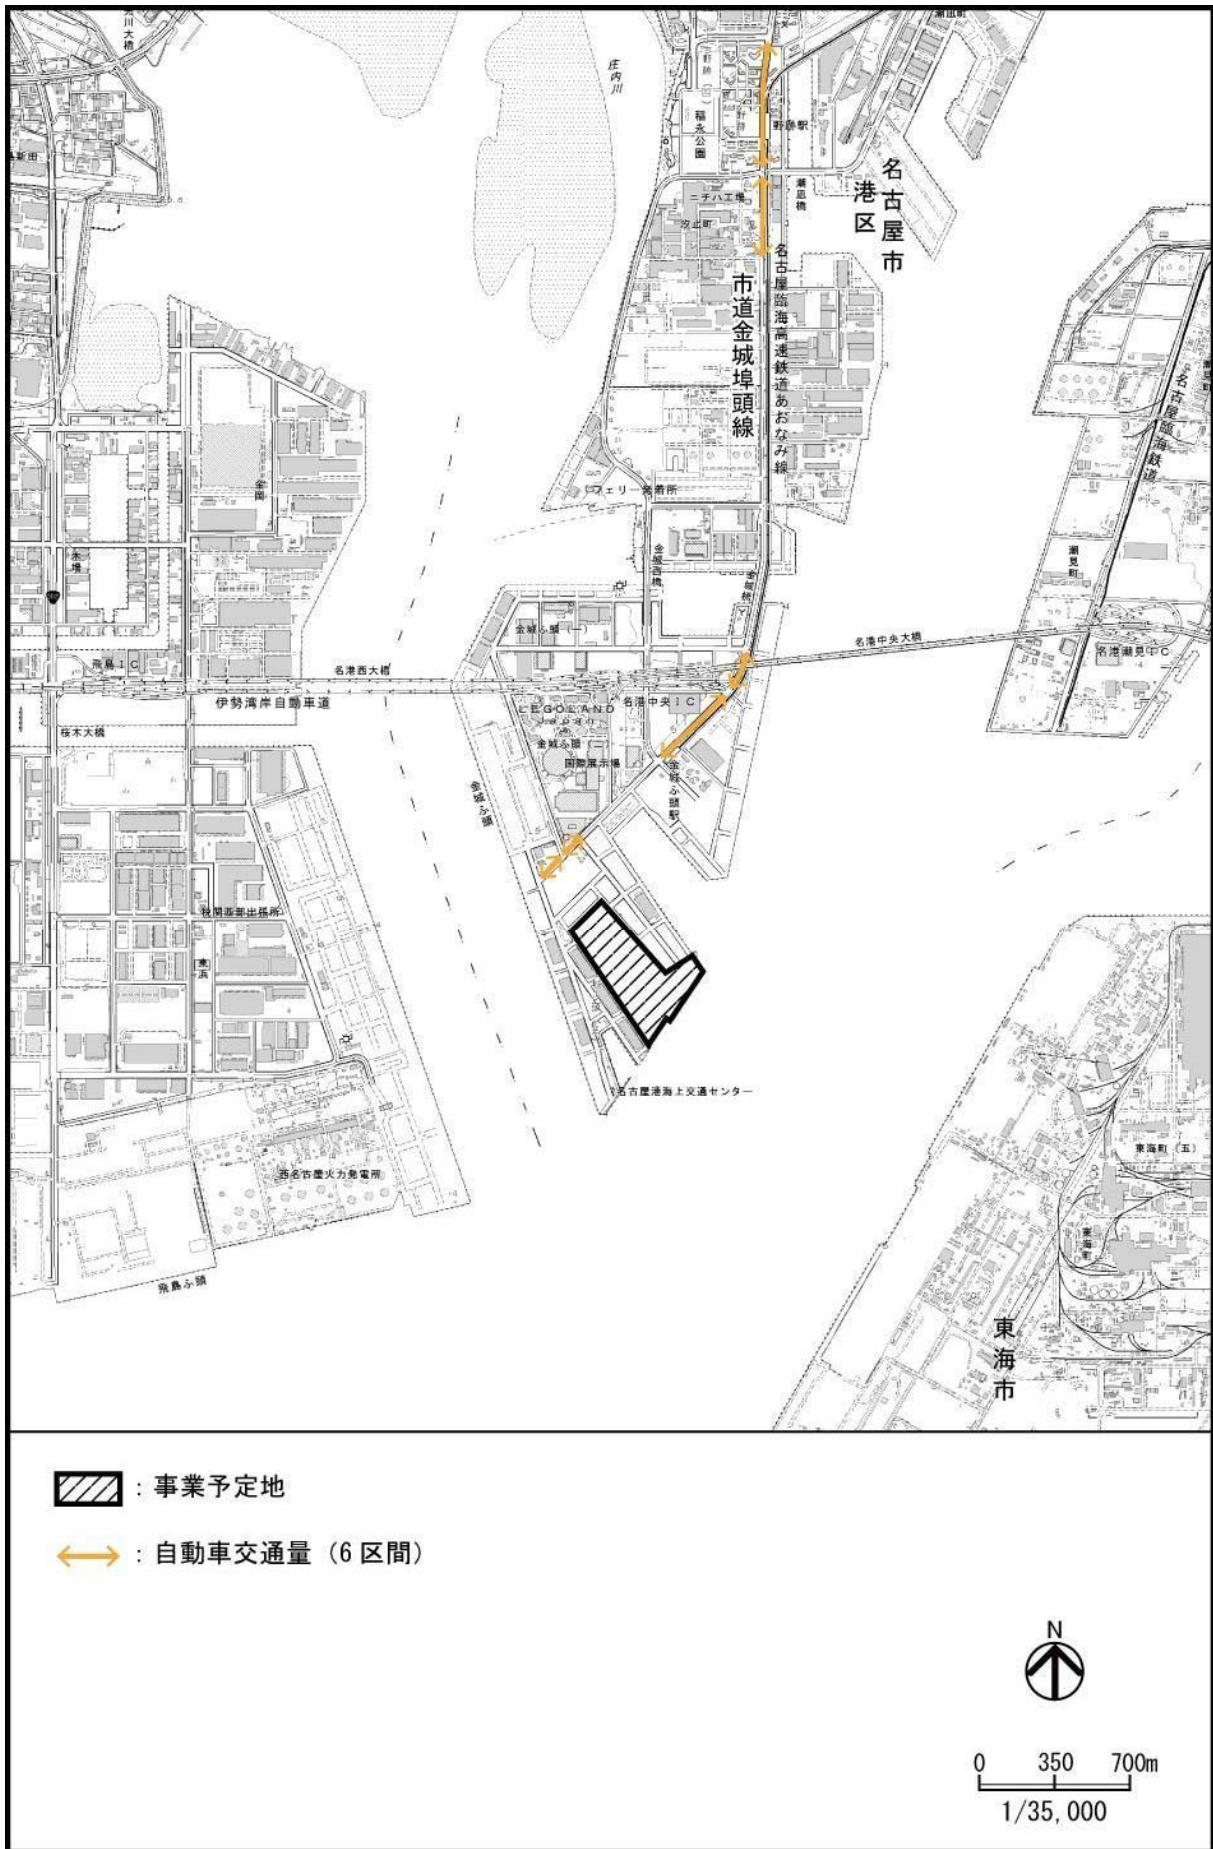 庄内川
稲永公園
野跡駅
名古屋市
港区
潮凪橋
ニチハ工場
汐止町
市道金城埠頭線
名古屋臨海高速鉄道あおなみ線
名古屋臨海鉄道
フェリー発着所
金城西橋
金城橋
金岡
木場
潮見町
金城ふ頭（一）
名港中央大橋
名港潮見IC
飛島IC
名港西大橋
伊勢湾岸自動車道
桜木大橋
LEGOLAND
Japan
名港中央IC
金城ふ頭（二）
国際展示場
金城ふ頭駅
金城ふ頭
税関西部出張所
東浜
名古屋港海上交通センター
西名古屋火力発電所
飛島ふ頭
東海町（五）
東海町
東海市
：事業予定地
：自動車交通量（6区間）
N
0 350 700m
1/35,000